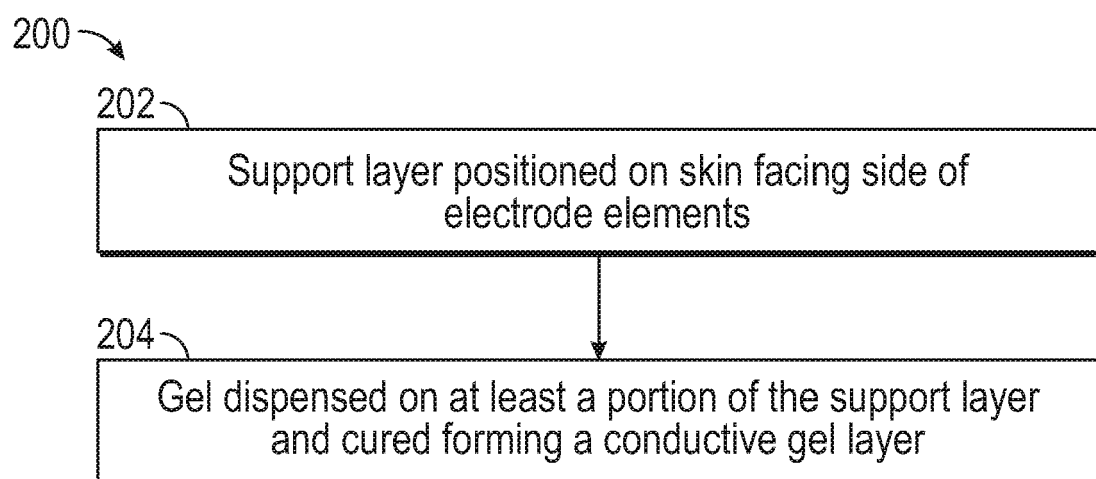 200
202
Support layer positioned on skin facing side of
electrode elements
204
Gel dispensed on at least a portion of the support layer
and cured forming a conductive gel layer